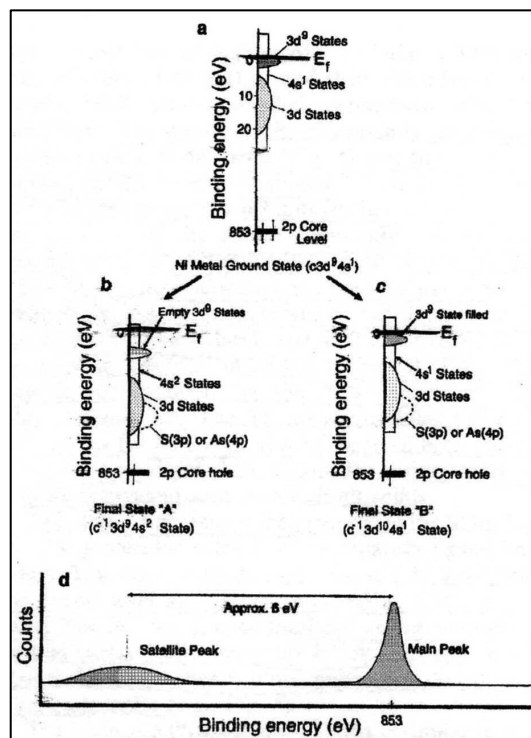 a
3d⁹ States
0
E_f
4s¹ States
10
3d States
20
Binding energy (eV)
853
2p Core
Level
Ni Metal Ground State (c3d⁹4s¹)
b
Empty 3d⁹ States
0
E_f
4s² States
3d States
S(3p) or As(4p)
Binding energy (eV)
853
2p Core hole
Final State "A"
(c⁻¹3d⁹4s² State)
c
3d⁹ State filled
0
E_f
4s¹ States
3d States
S(3p) or As(4p)
Binding energy (eV)
853
2p Core hole
Final State "B"
(c⁻¹3d¹⁰4s¹ State)
d
Approx. 6 eV
Counts
Satellite Peak
Main Peak
853
Binding energy (eV)